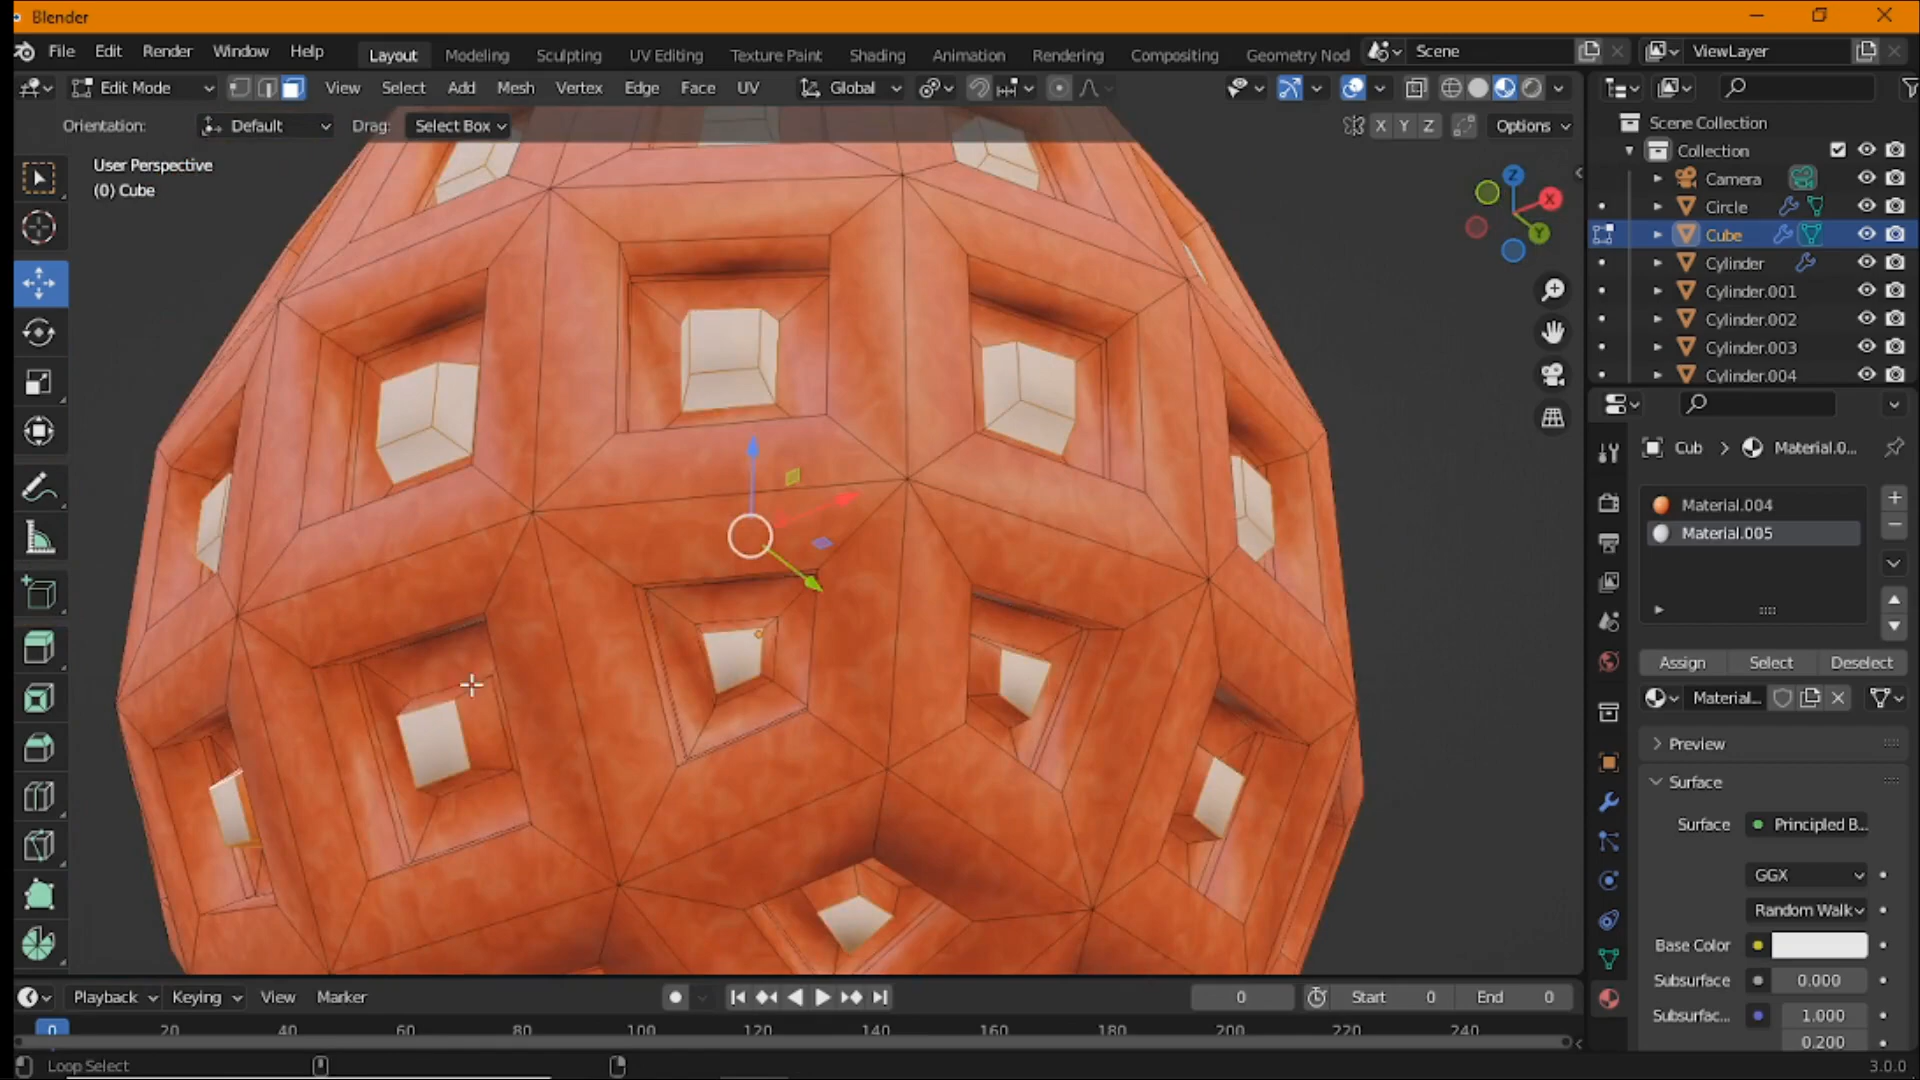 Blender
File Edit Render Window Help Layout Modeling Sculpting UV Editing Texture Paint Shading Animation Rendering Compositing Geometry Nod Scene ViewLayer
Edit Mode View Select Add Mesh Vertex Edge Face UV Global
Orientation: Default Drag: Select Box X Y Z Options
User Perspective
(0) Cube
Z
X
Y
Scene Collection
Collection
Camera
Circle
Cube
Cylinder
Cylinder.001
Cylinder.002
Cylinder.003
Cylinder.004
Cub > Material.0...
Material.004
Material.005
Assign Select Deselect
Material...
Preview
Surface
Surface Principled B...
GGX
Random Walk
Base Color
Subsurface 0.000
Subsurfac... 1.000
0.200
Playback Keying View Marker 0 Start 0 End 0
0 20 40 60 80 100 120 140 160 180 200 220 240
Loop Select 3.0.0